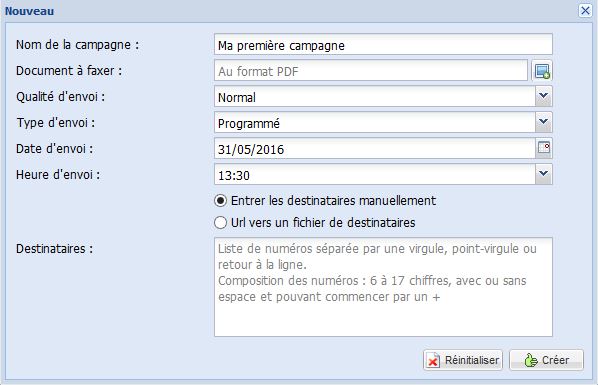 Nouveau
Nom de la campagne : Ma première campagne
Document à faxer : Au format PDF
Qualité d'envoi : Normal
Type d'envoi : Programmé
Date d'envoi : 31/05/2016
Heure d'envoi : 13:30
Entrer les destinataires manuellement
Url vers un fichier de destinataires
Destinataires : Liste de numéros séparée par une virgule, point-virgule ou
retour à la ligne.
Composition des numéros : 6 à 17 chiffres, avec ou sans
espace et pouvant commencer par un +
Réinitialiser Créer